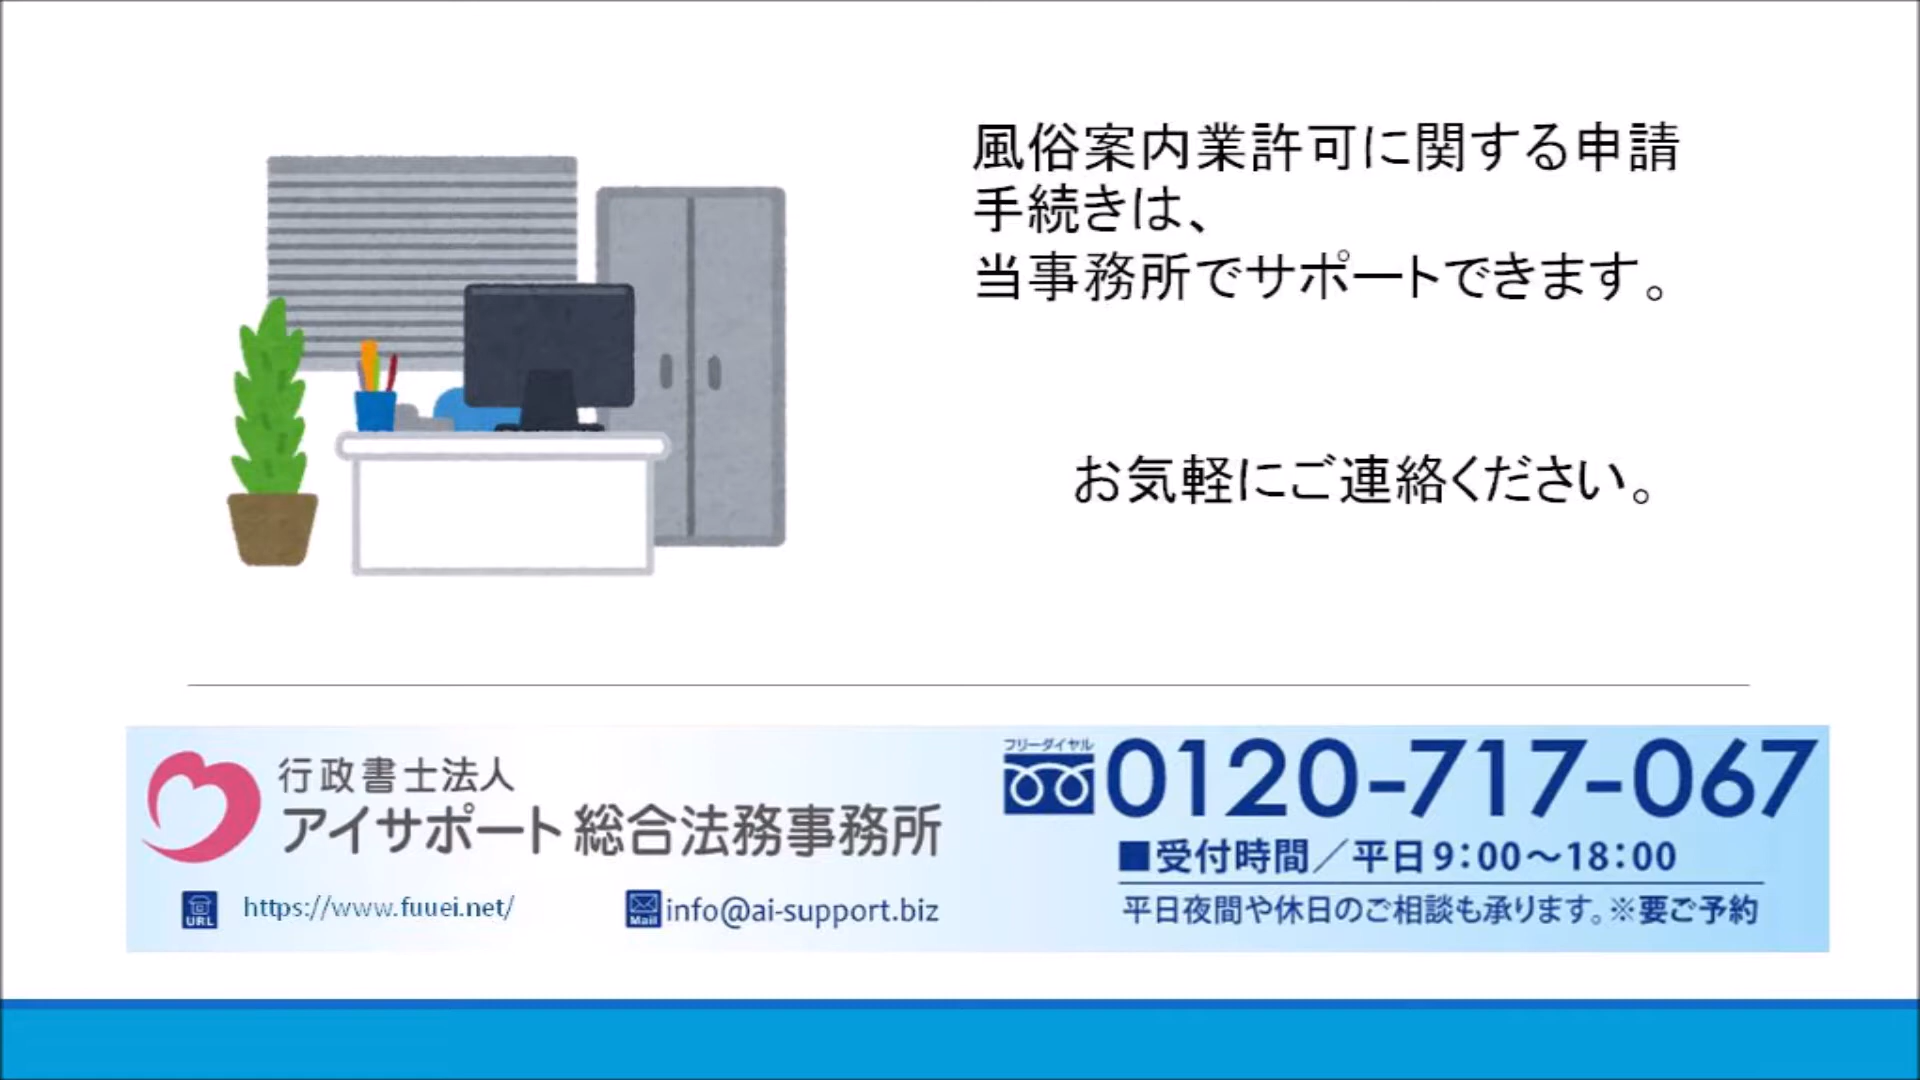 風俗案内業許可に関する申請
手続きは、
当事務所でサポートできます。
お気軽にご連絡ください。
行政書士法人
アイサポート総合法務事務所
URL https://www.fuuei.net/
Mail info@ai-support.biz
フリーダイヤル
0120-717-067
■受付時間／平日9:00～18:00
平日夜間や休日のご相談も承ります。※要ご予約